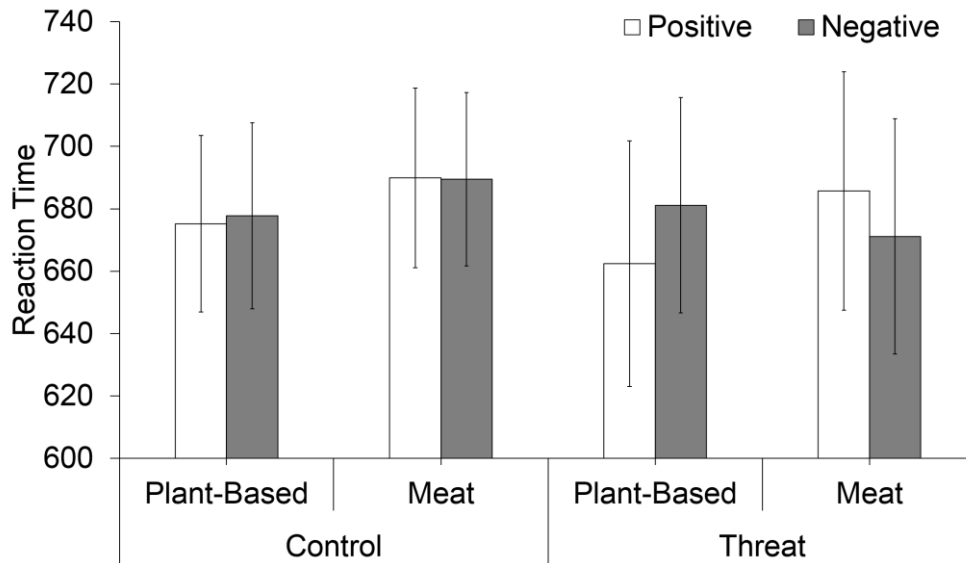 740
720
700
680
660
640
620
600
Reaction Time
Positive Negative
Plant-Based Meat Plant-Based Meat
Control Threat